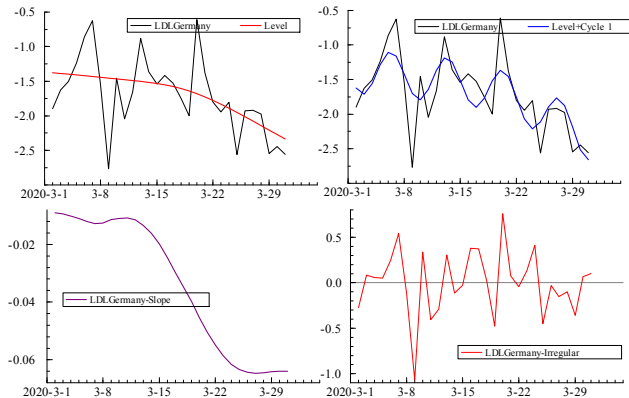 LDLGermany Level
-0.5
-1.0
-1.5
-2.0
-2.5
2020-3-1 3-8 3-15 3-22 3-29
LDLGermany Level+Cycle 1
-0.5
-1.0
-1.5
-2.0
-2.5
2020-3-1 3-8 3-15 3-22 3-29
LDLGermany-Slope
-0.02
-0.04
-0.06
2020-3-1 3-8 3-15 3-22 3-29
1.0
0.5
0.0
-0.5
-1.0
LDLGermany-Irregular
2020-3-1 3-8 3-15 3-22 3-29